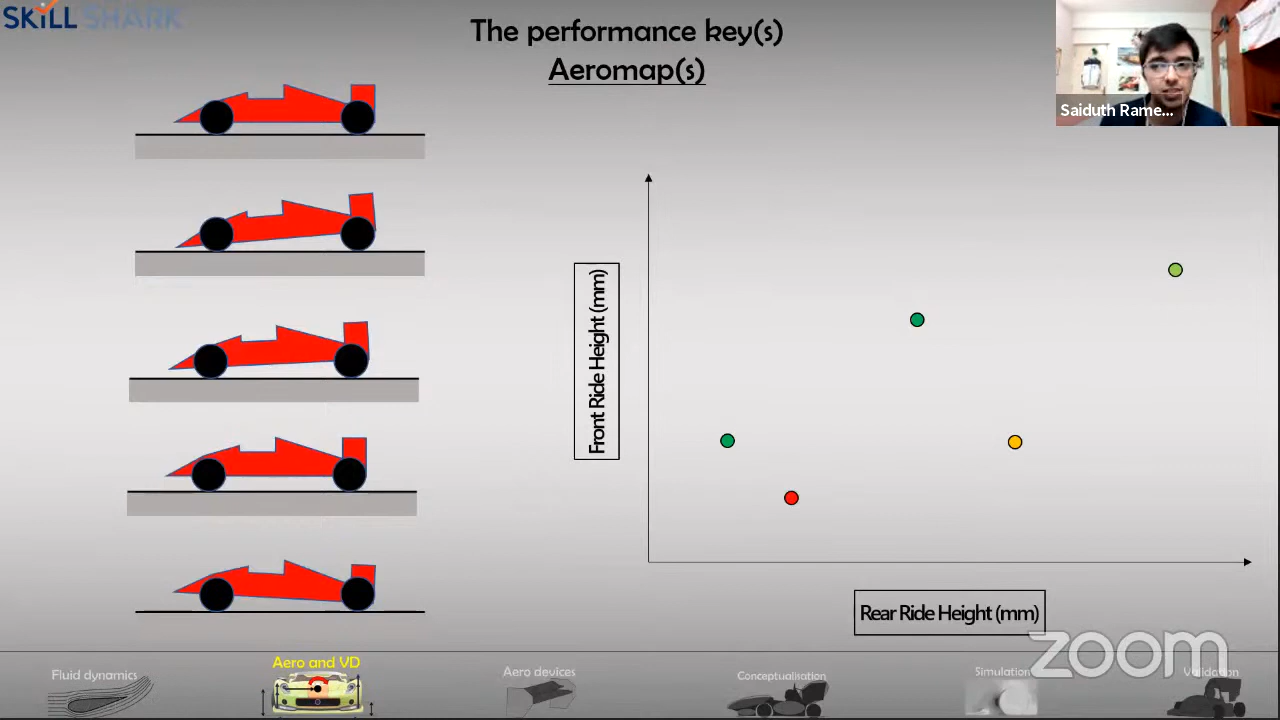 SKILL SHARK
The performance key(s)
Aeromap(s)
Saiduth Rame...
Front Ride Height (mm)
Rear Ride Height (mm)
zoom
Fluid dynamics
Aero and VD
Aero devices
Conceptualisation
Simulation
Validation